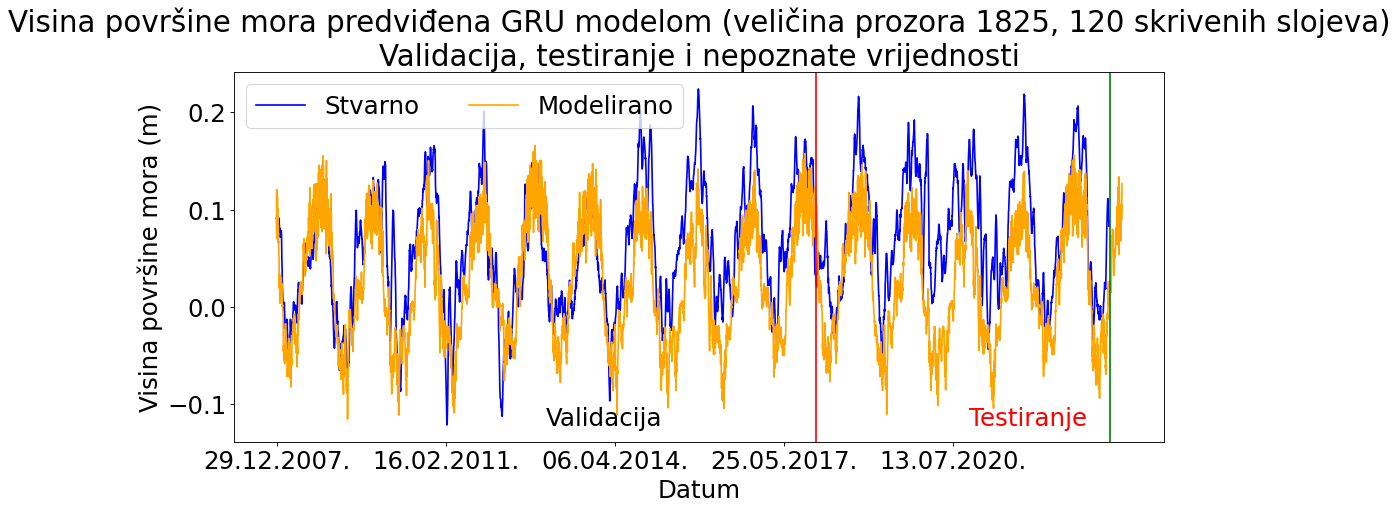 Visina površine mora predviđena GRU modelom (veličina prozora 1825, 120 skrivenih slojeva)
Validacija, testiranje i nepoznate vrijednosti
Stvarno
Modelirano
Visina površine mora (m)
0.2
0.1
0.0
−0.1
Validacija
Testiranje
29.12.2007.
16.02.2011.
06.04.2014.
25.05.2017.
13.07.2020.
Datum